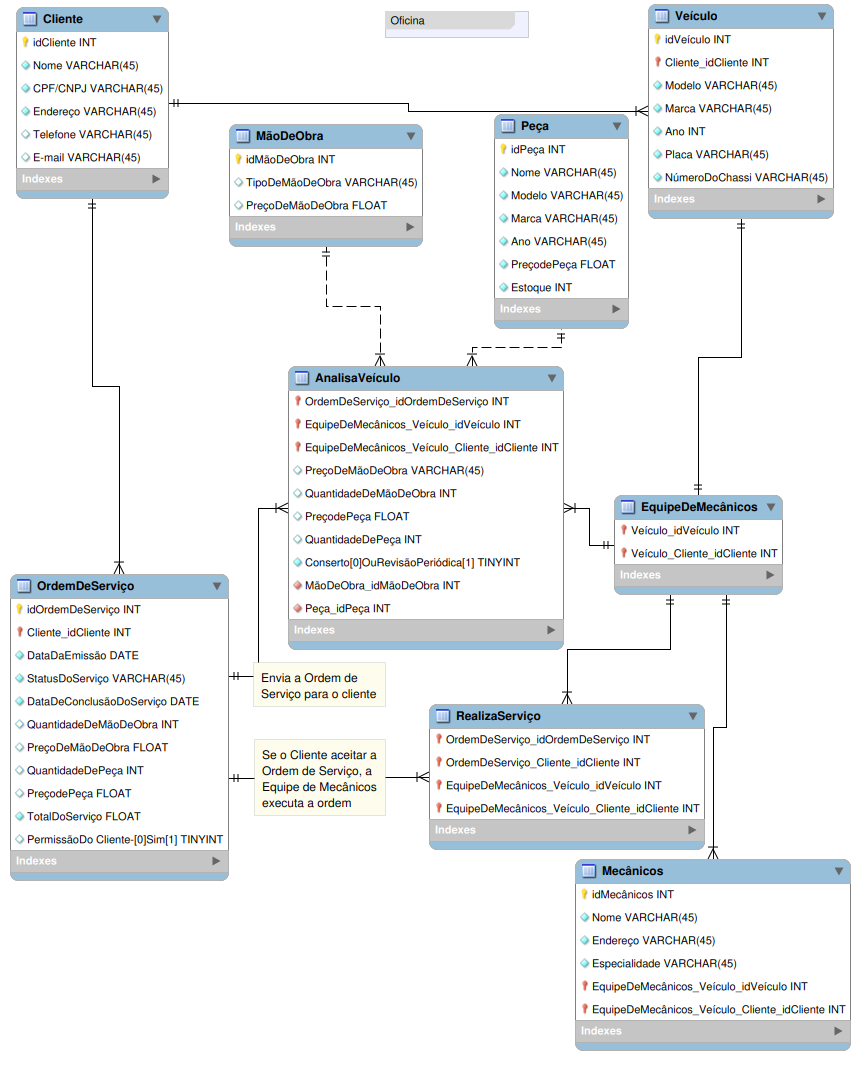 Cliente
idCliente INT
Nome VARCHAR(45)
CPF/CNPJ VARCHAR(45)
Endereço VARCHAR(45)
Telefone VARCHAR(45)
E-mail VARCHAR(45)
Indexes
Oficina
Veículo
idVeículo INT
Cliente_idCliente INT
Modelo VARCHAR(45)
Marca VARCHAR(45)
Ano INT
Placa VARCHAR(45)
NúmeroDoChassi VARCHAR(45)
Indexes
MãoDeObra
idMãoDeObra INT
TipoDeMãoDeObra VARCHAR(45)
PreçoDeMãoDeObra FLOAT
Indexes
Peça
idPeça INT
Nome VARCHAR(45)
Modelo VARCHAR(45)
Marca VARCHAR(45)
Ano VARCHAR(45)
PreçodePeça FLOAT
Estoque INT
Indexes
AnalisaVeículo
OrdemDeServiço_idOrdemDeServiço INT
EquipeDeMecânicos_Veículo_idVeículo INT
EquipeDeMecânicos_Veículo_Cliente_idCliente INT
PreçoDeMãoDeObra VARCHAR(45)
QuantidadeDeMãoDeObra INT
PreçodePeça FLOAT
QuantidadeDePeça INT
Conserto[0]OuRevisãoPeriódica[1] TINYINT
MãoDeObra_idMãoDeObra INT
Peça_idPeça INT
Indexes
EquipeDeMecânicos
Veículo_idVeículo INT
Veículo_Cliente_idCliente INT
Indexes
OrdemDeServiço
idOrdemDeServiço INT
Cliente_idCliente INT
DataDaEmissão DATE
StatusDoServiço VARCHAR(45)
DataDeConclusãoDoServiço DATE
QuantidadeDeMãoDeObra INT
PreçoDeMãoDeObra FLOAT
QuantidadeDePeça INT
PreçodePeça FLOAT
TotalDoServiço FLOAT
PermissãoDo Cliente-[0]Sim[1] TINYINT
Indexes
Envia a Ordem de
Serviço para o cliente
Se o Cliente aceitar a
Ordem de Serviço, a
Equipe de Mecânicos
executa a ordem
RealizaServiço
OrdemDeServiço_idOrdemDeServiço INT
OrdemDeServiço_Cliente_idCliente INT
EquipeDeMecânicos_Veículo_idVeículo INT
EquipeDeMecânicos_Veículo_Cliente_idCliente INT
Indexes
Mecânicos
idMecânicos INT
Nome VARCHAR(45)
Endereço VARCHAR(45)
Especialidade VARCHAR(45)
EquipeDeMecânicos_Veículo_idVeículo INT
EquipeDeMecânicos_Veículo_Cliente_idCliente INT
Indexes